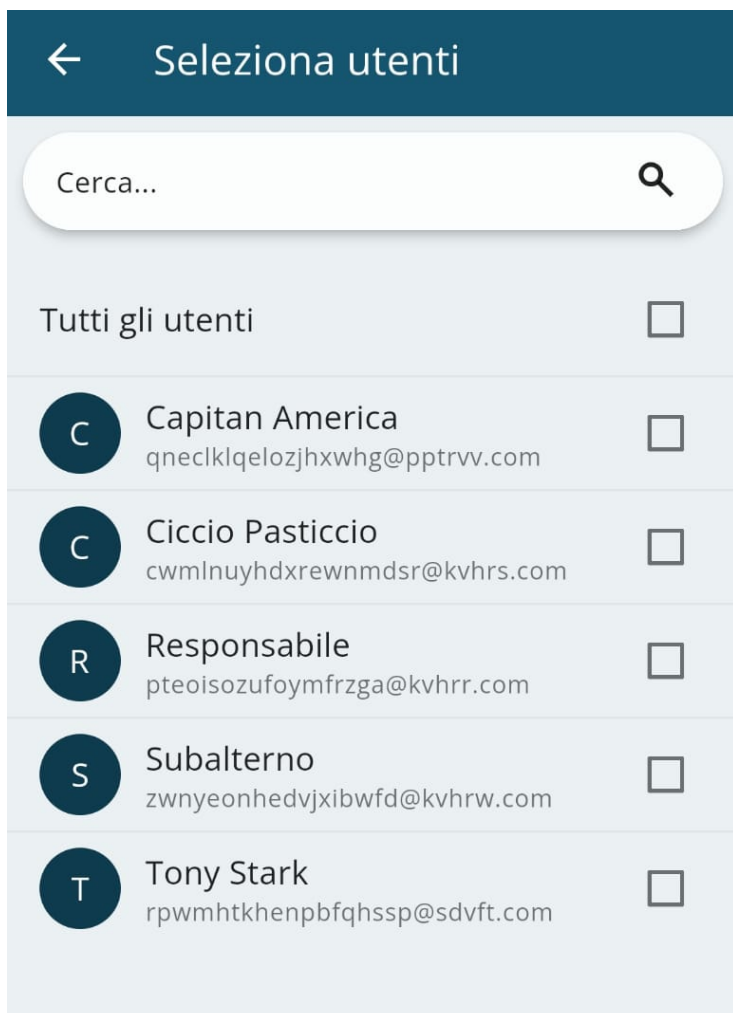 Seleziona utenti
Cerca...
Tutti gli utenti
C
Capitan America
qneclklqelozjhxwhg@pptrvv.com
C
Ciccio Pasticcio
cwmlnuyhdxrewnmdsr@kvhrs.com
R
Responsabile
pteoisozufoymfrzga@kvhrr.com
S
Subalterno
zwnyeonhedvjxibwfd@kvhrw.com
T
Tony Stark
rpwmhtkhenpbfqhssp@sdvft.com